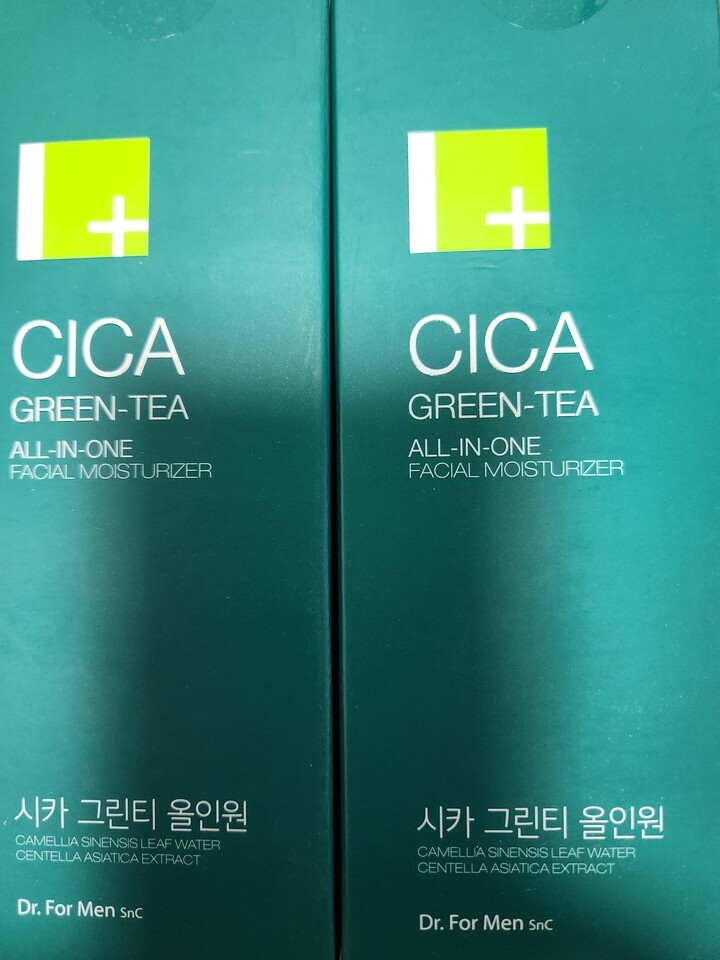 CICA
GREEN-TEA
ALL-IN-ONE
FACIAL MOISTURIZER
시카 그린티 올인원
CAMELLIA SINENSIS LEAF WATER
CENTELLA ASIATICA EXTRACT
Dr. For Men SnC
CICA
GREEN-TEA
ALL-IN-ONE
FACIAL MOISTURIZER
시카 그린티 올인원
CAMELLIA SINENSIS LEAF WATER
CENTELLA ASIATICA EXTRACT
Dr. For Men SnC